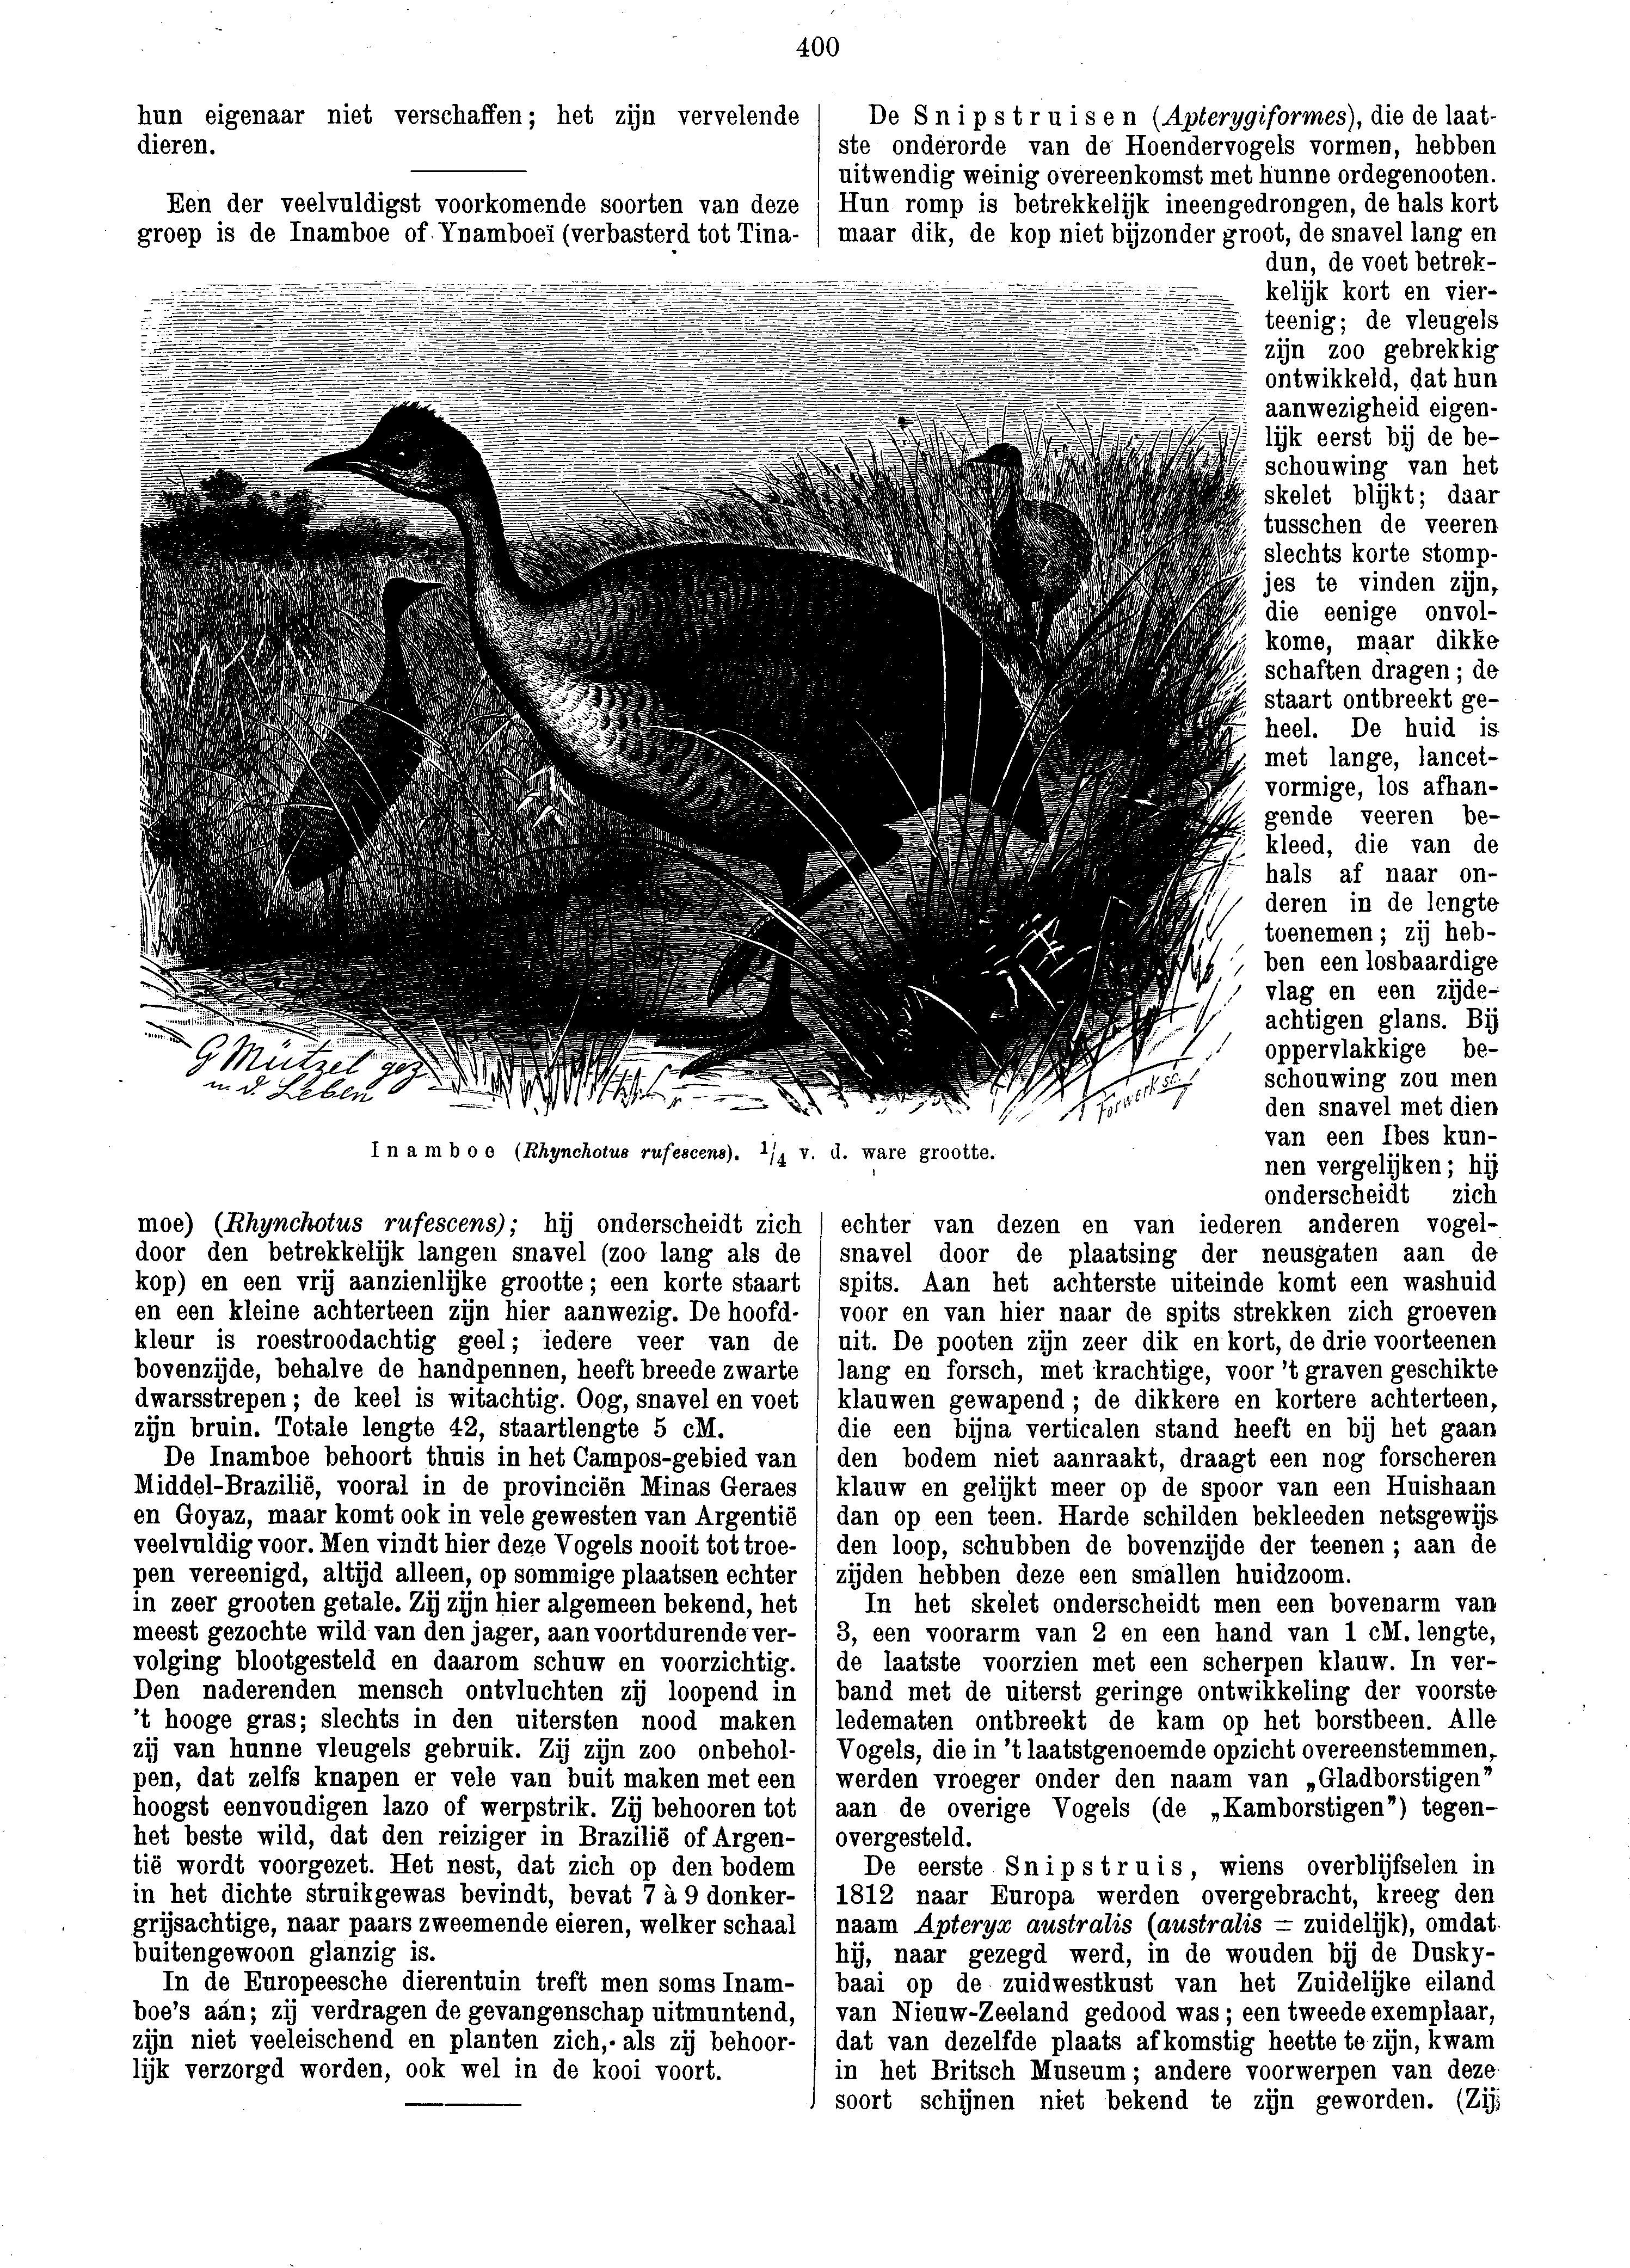 400
hun eigenaar niet verschaffen; het zijn vervelende
dieren.
Een der veelvuldigst voorkomende soorten van deze
groep is de Inamboe of Ynamboeï (verbasterd tot Tina-
G Mützel gez
n. d. Leben
Forwerk sc.
Inamboe (Rhynchotus rufescens). 1/4 v. d. ware grootte.
moe) (Rhynchotus rufescens); hij onderscheidt zich
door den betrekkelijk langen snavel (zoo lang als de
kop) en een vrij aanzienlijke grootte; een korte staart
en een kleine achterteen zijn hier aanwezig. De hoofd-
kleur is roestroodachtig geel; iedere veer van de
bovenzijde, behalve de handpennen, heeft breede zwarte
dwarsstrepen; de keel is witachtig. Oog, snavel en voet
zijn bruin. Totale lengte 42, staartlengte 5 cM.
De Inamboe behoort thuis in het Campos-gebied van
Middel-Brazilië, vooral in de provinciën Minas Geraes
en Goyaz, maar komt ook in vele gewesten van Argentië
veelvuldig voor. Men vindt hier deze Vogels nooit tot troe-
pen vereenigd, altijd alleen, op sommige plaatsen echter
in zeer grooten getale. Zij zijn hier algemeen bekend, het
meest gezochte wild van den jager, aan voortdurende ver-
volging blootgesteld en daarom schuw en voorzichtig.
Den naderenden mensch ontvluchten zij loopend in
't hooge gras; slechts in den uitersten nood maken
zij van hunne vleugels gebruik. Zij zijn zoo onbehol-
pen, dat zelfs knapen er vele van buit maken met een
hoogst eenvoudigen lazo of werpstrik. Zij behooren tot
het beste wild, dat den reiziger in Brazilië of Argen-
tië wordt voorgezet. Het nest, dat zich op den bodem
in het dichte struikgewas bevindt, bevat 7 à 9 donker-
grijsachtige, naar paars zweemende eieren, welker schaal
buitengewoon glanzig is.
In de Europeesche dierentuin treft men soms Inam-
boe's aan; zij verdragen de gevangenschap uitmuntend,
zijn niet veeleischend en planten zich, als zij behoor-
lijk verzorgd worden, ook wel in de kooi voort.
De Snipstruisen (Apterygiformes), die de laat-
ste onderorde van de Hoendervogels vormen, hebben
uitwendig weinig overeenkomst met hunne ordegenooten.
Hun romp is betrekkelijk ineengedrongen, de hals kort
maar dik, de kop niet bijzonder groot, de snavel lang en
dun, de voet betrek-
kelijk kort en vier-
teenig; de vleugels
zijn zoo gebrekkig
ontwikkeld, dat hun
aanwezigheid eigen-
lijk eerst bij de be-
schouwing van het
skelet blijkt; daar
tusschen de veeren
slechts korte stomp-
jes te vinden zijn,
die eenige onvol-
kome, maar dikke
schaften dragen; de
staart ontbreekt ge-
heel. De huid is
met lange, lancet-
vormige, los afhan-
gende veeren be-
kleed, die van de
hals af naar on-
deren in de lengte
toenemen; zij heb-
ben een losbaardige
vlag en een zijde-
achtigen glans. Bij
oppervlakkige be-
schouwing zou men
den snavel met dien
van een Ibes kun-
nen vergelijken; hij
onderscheidt zich
echter van dezen en van iederen anderen vogel-
snavel door de plaatsing der neusgaten aan de
spits. Aan het achterste uiteinde komt een washuid
voor en van hier naar de spits strekken zich groeven
uit. De pooten zijn zeer dik en kort, de drie voorteenen
lang en forsch, met krachtige, voor 't graven geschikte
klauwen gewapend; de dikkere en kortere achterteen,
die een bijna verticalen stand heeft en bij het gaan
den bodem niet aanraakt, draagt een nog forscheren
klauw en gelijkt meer op de spoor van een Huishaan
dan op een teen. Harde schilden bekleeden netsgewijs
den loop, schubben de bovenzijde der teenen; aan de
zijden hebben deze een smallen huidzoom.
In het skelet onderscheidt men een bovenarm van
3, een voorarm van 2 en een hand van 1 cM. lengte,
de laatste voorzien met een scherpen klauw. In ver-
band met de uiterst geringe ontwikkeling der voorste
ledematen ontbreekt de kam op het borstbeen. Alle
Vogels, die in 't laatstgenoemde opzicht overeenstemmen,
werden vroeger onder den naam van „Gladborstigen”
aan de overige Vogels (de „Kamborstigen”) tegen-
overgesteld.
De eerste Snipstruis, wiens overblijfselen in
1812 naar Europa werden overgebracht, kreeg den
naam Apteryx australis (australis = zuidelijk), omdat
hij, naar gezegd werd, in de wouden bij de Dusky-
baai op de zuidwestkust van het Zuidelijke eiland
van Nieuw-Zeeland gedood was; een tweede exemplaar,
dat van dezelfde plaats afkomstig heette te zijn, kwam
in het Britsch Museum; andere voorwerpen van deze
soort schijnen niet bekend te zijn geworden. (Zij